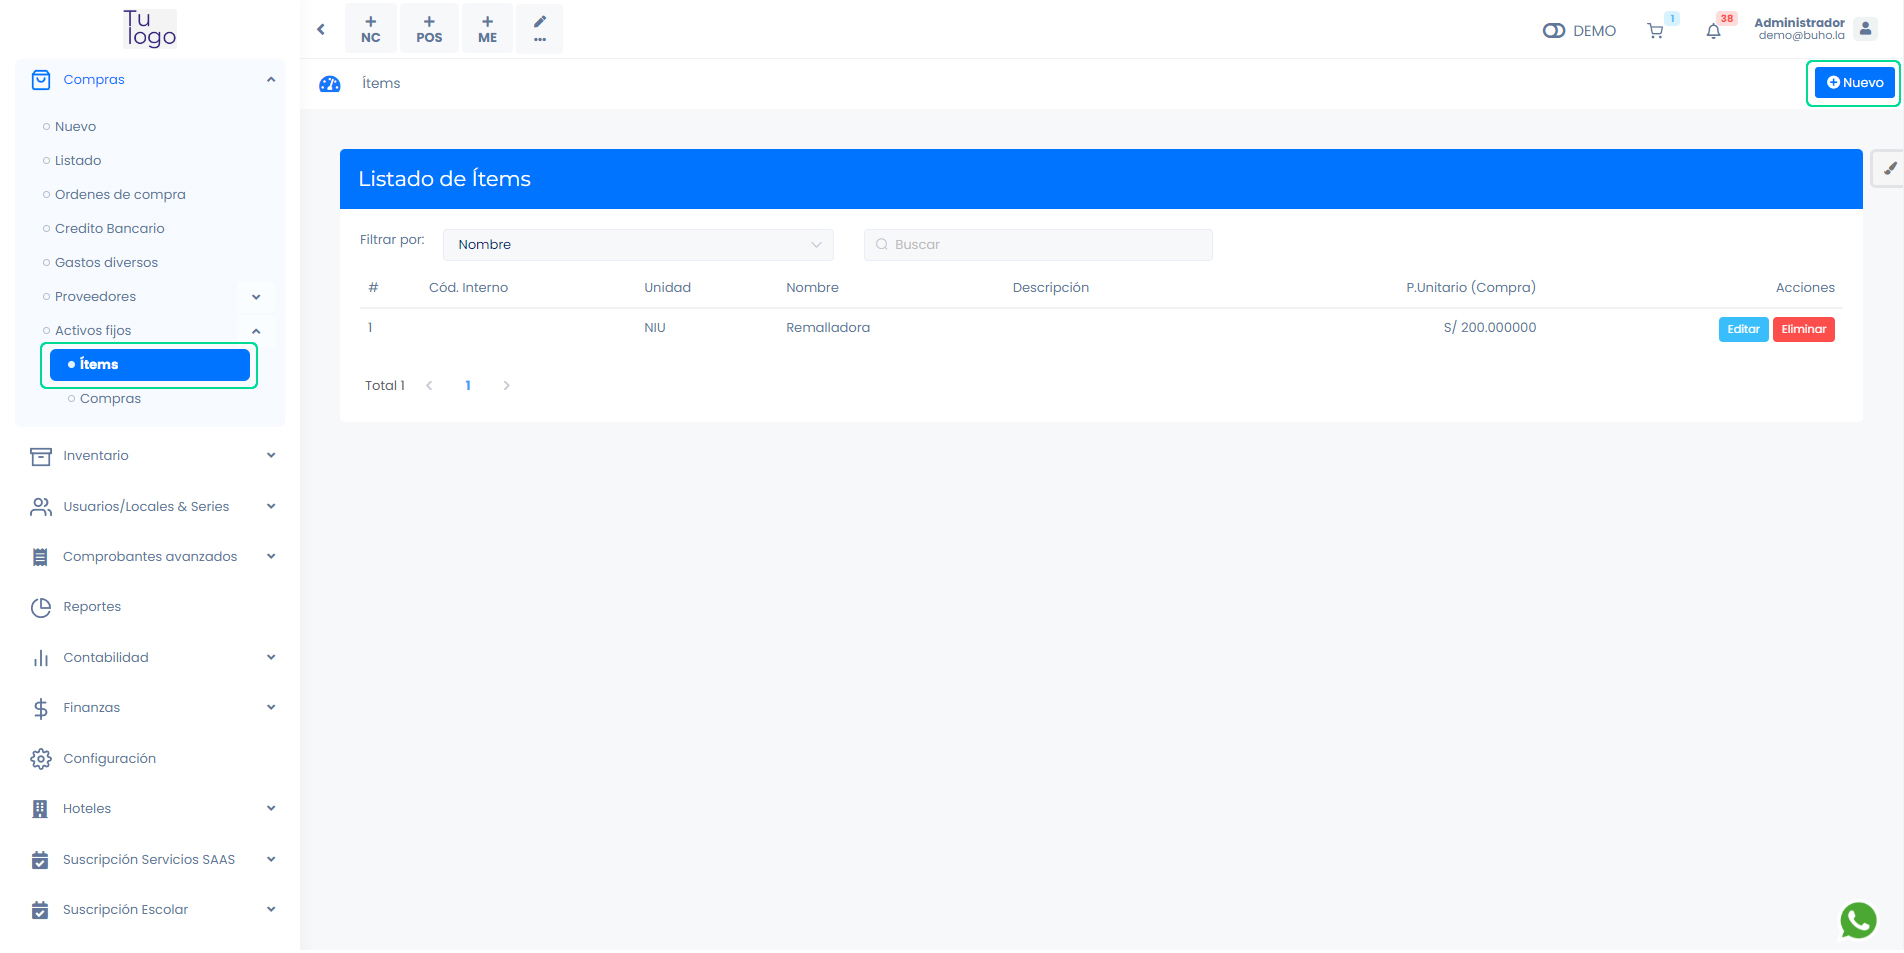 Tu
logo
Compras
Nuevo
Listado
Ordenes de compra
Credito Bancario
Gastos diversos
Proveedores
Activos fijos
Ítems
Compras
Inventario
Usuarios/Locales & Series
Comprobantes avanzados
Reportes
Contabilidad
Finanzas
Configuración
Hoteles
Suscripción Servicios SAAS
Suscripción Escolar
NC POS ME ...
DEMO 1 38 Administrador
demo@buho.la
Ítems Nuevo
Listado de Ítems
Filtrar por: Nombre Buscar
# Cód. Interno Unidad Nombre Descripción P.Unitario (Compra) Acciones
1 NIU Remalladora S/ 200.000000 Editar Eliminar
Total 1 1